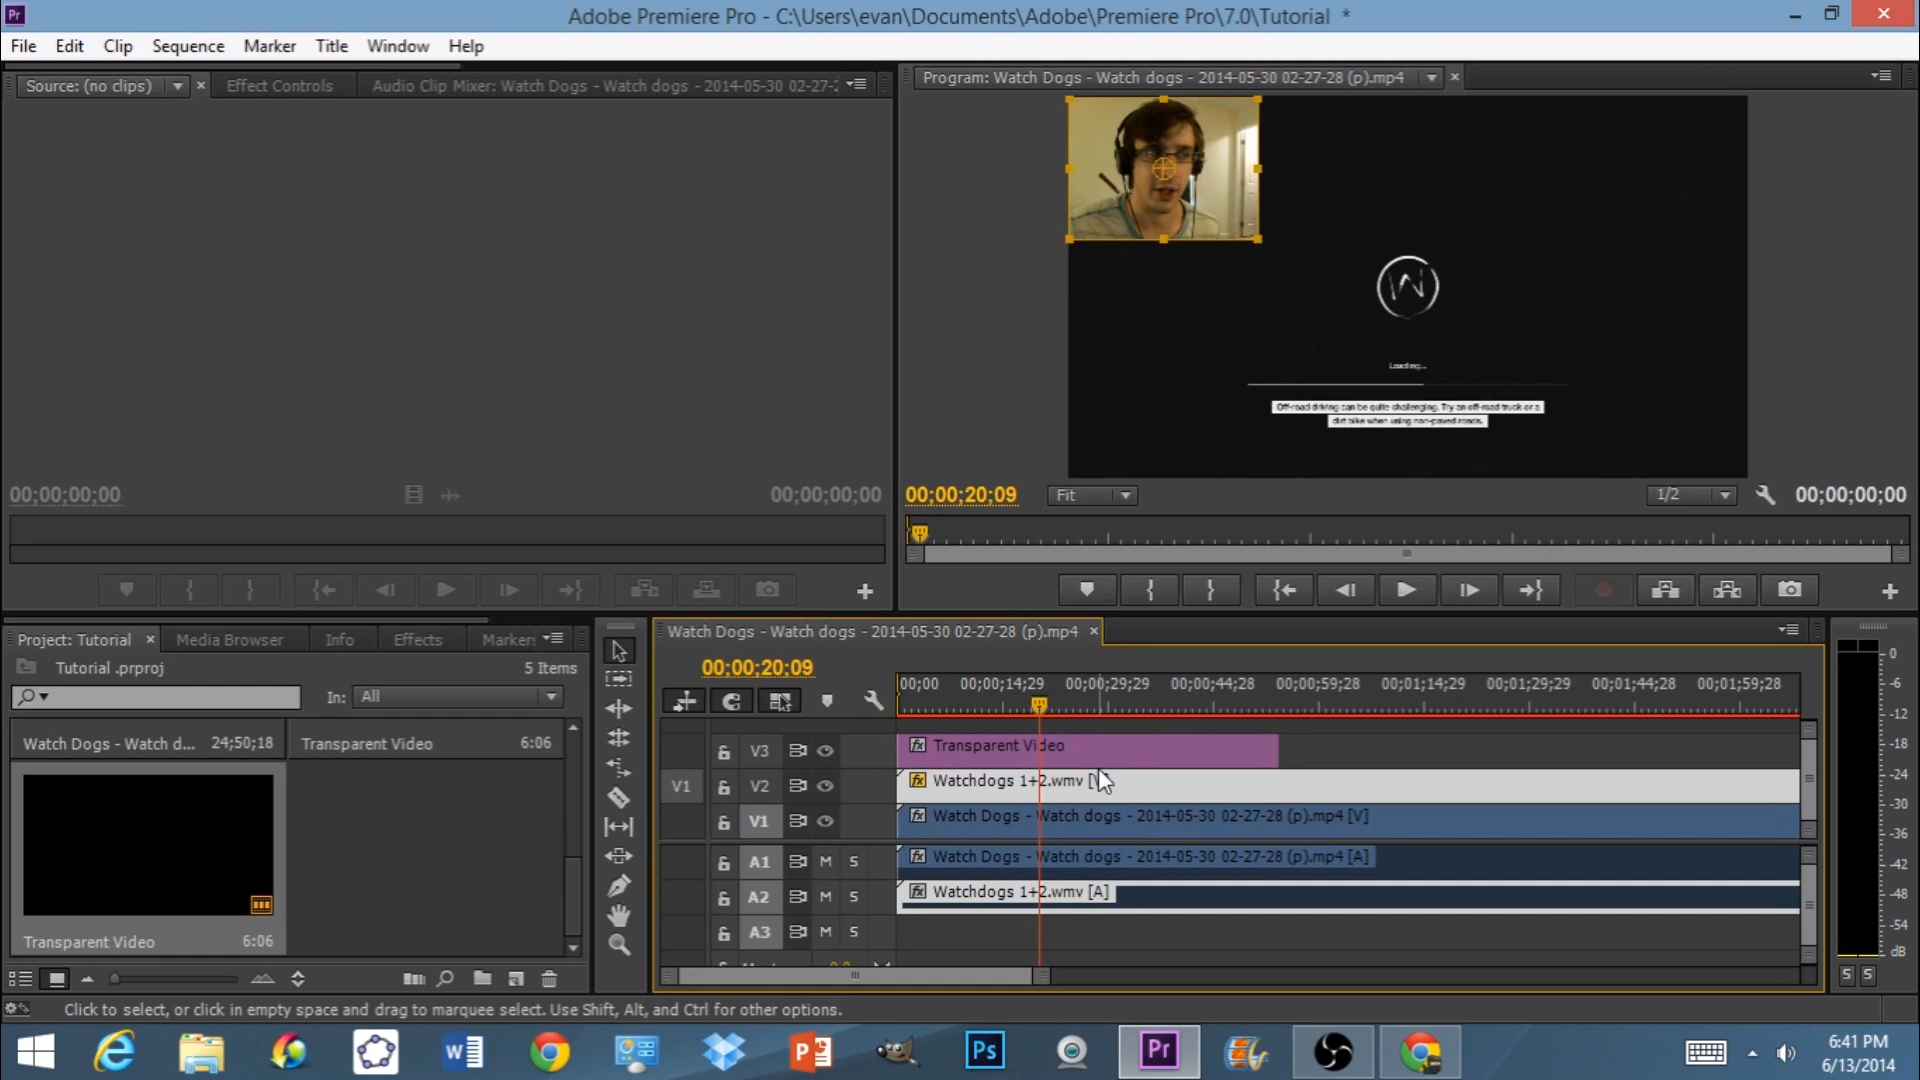 Pr
Adobe Premiere Pro - C:\Users\evan\Documents\Adobe\Premiere Pro\7.0\Tutorial *
File Edit Clip Sequence Marker Title Window Help
Source: (no clips) × Effect Controls Audio Clip Mixer: Watch Dogs - Watch dogs - 2014-05-30 02-27-2
Program: Watch Dogs - Watch dogs - 2014-05-30 02-27-28 (p).mp4 ×
Loading...
Off-road driving can be quite challenging. Try an off-road truck or a
dirt bike when using non-paved roads.
00;00;00;00 00;00;00;00
00;00;20;09 Fit 1/2 00;00;00;00
Project: Tutorial × Media Browser Info Effects Marker
Tutorial .prproj 5 Items
In: All
Watch Dogs - Watch d... 24;50;18 Transparent Video 6:06
Transparent Video 6:06
Watch Dogs - Watch dogs - 2014-05-30 02-27-28 (p).mp4 ×
00;00;20;09
00;00 00;00;14;29 00;00;29;29 00;00;44;28 00;00;59;28 00;01;14;29 00;01;29;29 00;01;44;28 00;01;59;28
V3 fx Transparent Video
V1 V2 fx Watchdogs 1+2.wmv
V1 fx Watch Dogs - Watch dogs - 2014-05-30 02-27-28 (p).mp4 [V]
A1 M S fx Watch Dogs - Watch dogs - 2014-05-30 02-27-28 (p).mp4 [A]
A2 M S fx Watchdogs 1+2.wmv [A]
A3 M S
0
-6
-12
-18
-24
-30
-36
-42
-48
-54
dB
S S
Click to select, or click in empty space and drag to marquee select. Use Shift, Alt, and Ctrl for other options.
Ps Pr
6:41 PM
6/13/2014